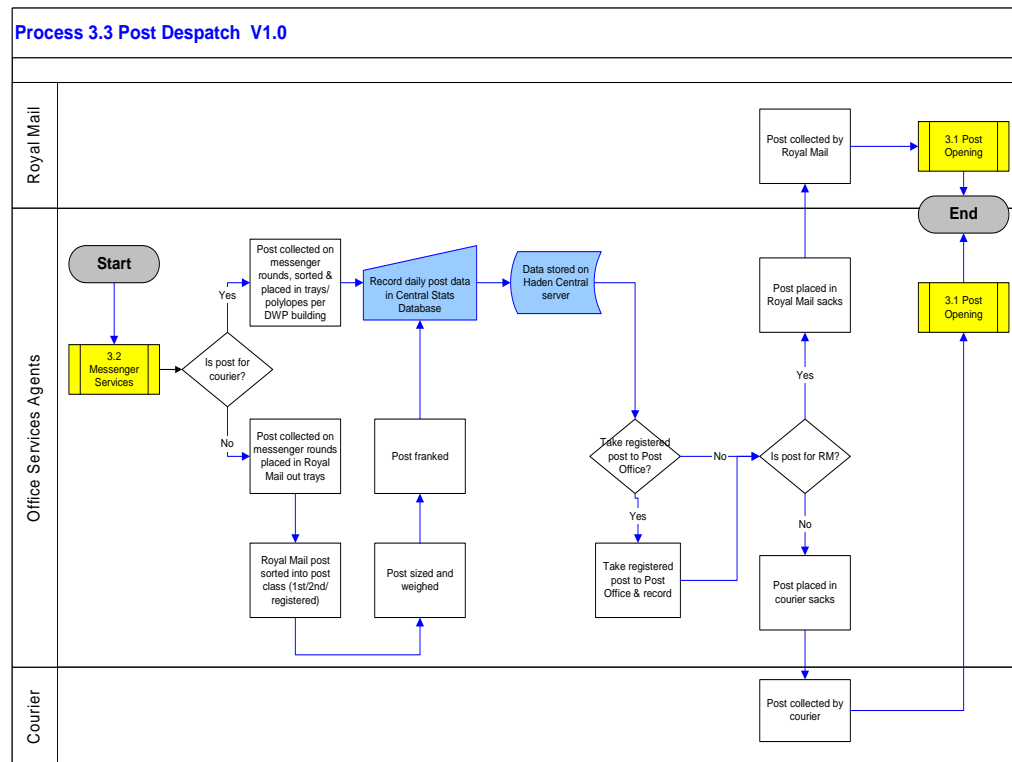 Process 3.3 Post Despatch  V1.0
Royal Mail
Post collected by
Royal Mail
3.1 Post
Opening
Office Services Agents
Start
3.2
Messenger
Services
Is post for
courier?
Yes
No
Post collected on
messenger
rounds, sorted &
placed in trays/
polylopes per
DWP building
Post collected on
messenger rounds
placed in Royal
Mail out trays
Royal Mail post
sorted into post
class (1st/2nd/
registered)
Post sized and
weighed
Post franked
Record daily post data
in Central Stats
Database
Data stored on
Haden Central
server
Take registered
post to Post
Office?
No
Yes
Take registered
post to Post
Office & record
Is post for RM?
Yes
No
Post placed in
Royal Mail sacks
Post placed in
courier sacks
End
3.1 Post
Opening
Courier
Post collected by
courier